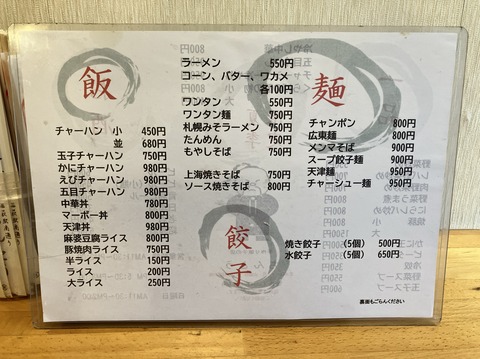 飯
チャーハン 小 450円
並 680円
玉子チャーハン 750円
かにチャーハン 980円
えびチャーハン 980円
五目チャーハン 980円
中華丼 780円
マーボー丼 800円
天津丼 980円
麻婆豆腐ライス 800円
豚焼肉ライス 750円
半ライス 150円
ライス 200円
大ライス 250円
ラーメン 550円
コーン、バター、ワカメ
各100円
ワンタン 550円
ワンタン麺 750円
札幌みそラーメン 750円
たんめん 750円
もやしそば 750円
上海焼きそば 750円
ソース焼きそば 800円
麺
チャンポン 800円
広東麺 800円
メンマそば 900円
スープ餃子麺 900円
天津麺 950円
チャーシュー麺 950円
餃子
焼き餃子 (5個) 500円
水餃子 (5個) 650円
裏面もごらんください